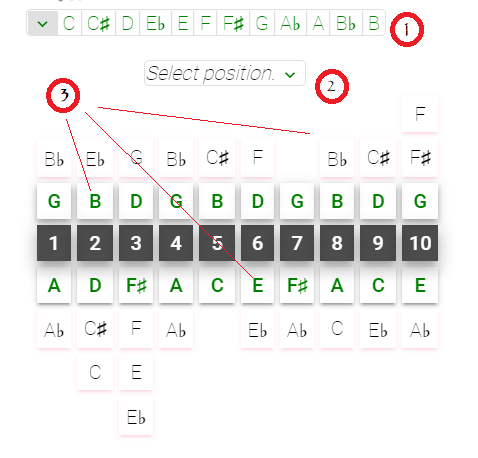 C C♯ D E♭ E F F♯ G A♭ A B♭ B 1
Select position. 2
3
F
B♭ E♭ G B♭ C♯ F B♭ C♯ F♯
G B D G B D G B D G
1 2 3 4 5 6 7 8 9 10
A D F♯ A C E F♯ A C E
A♭ C♯ F A♭ E♭ A♭ C E♭ A♭
C E
E♭